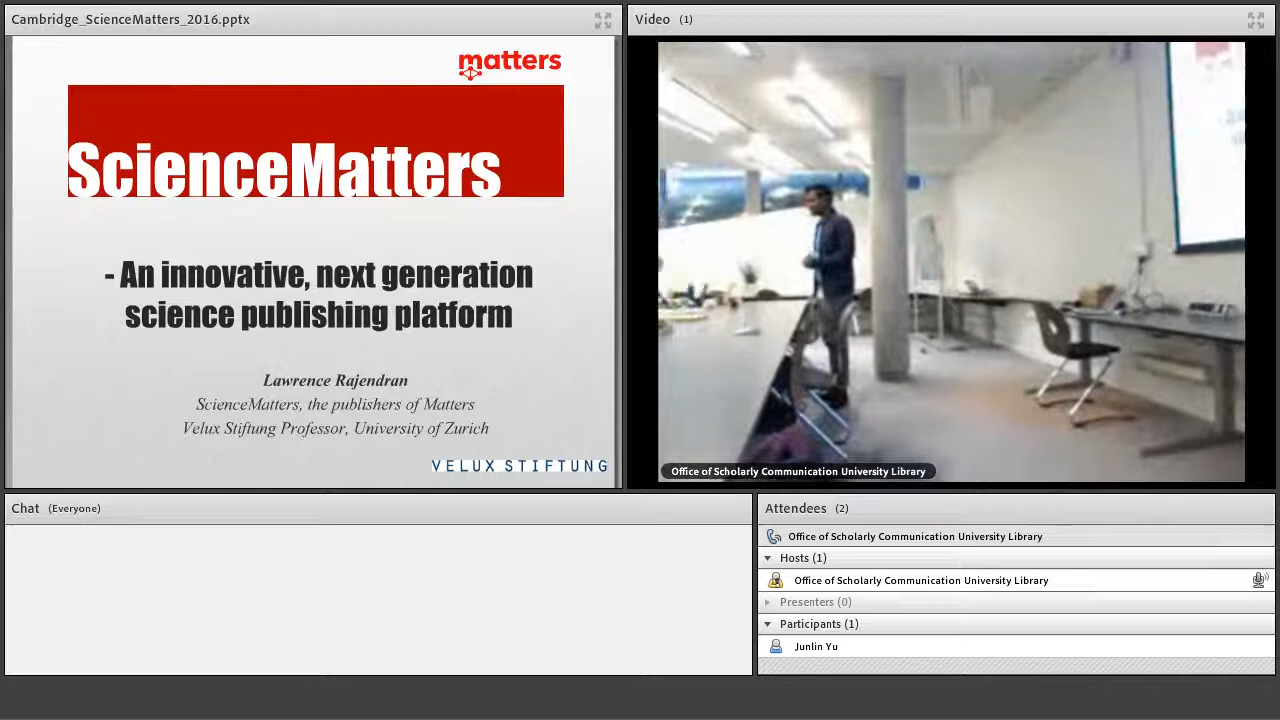 Cambridge_ScienceMatters_2016.pptx
matters
ScienceMatters
- An innovative, next generation
science publishing platform
Lawrence Rajendran
ScienceMatters, the publishers of Matters
Velux Stiftung Professor, University of Zurich
VELUX STIFTUNG
Video (1)
Office of Scholarly Communication University Library
Chat (Everyone)
Attendees (2)
Office of Scholarly Communication University Library
Hosts (1)
Office of Scholarly Communication University Library
Presenters (0)
Participants (1)
Junlin Yu